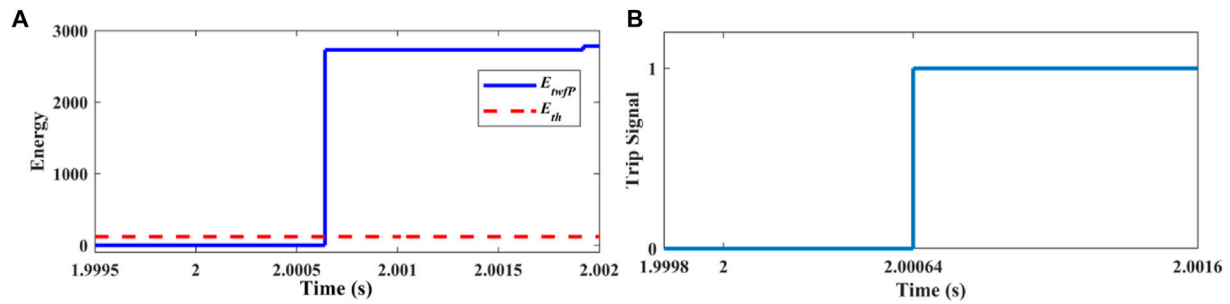 A
3000
2000
1000
0
Energy
E_twfP
E_th
1.9995 2 2.0005 2.001 2.0015 2.002
Time (s)
B
1
0
Trip Signal
1.9998 2 2.00064 2.0016
Time (s)